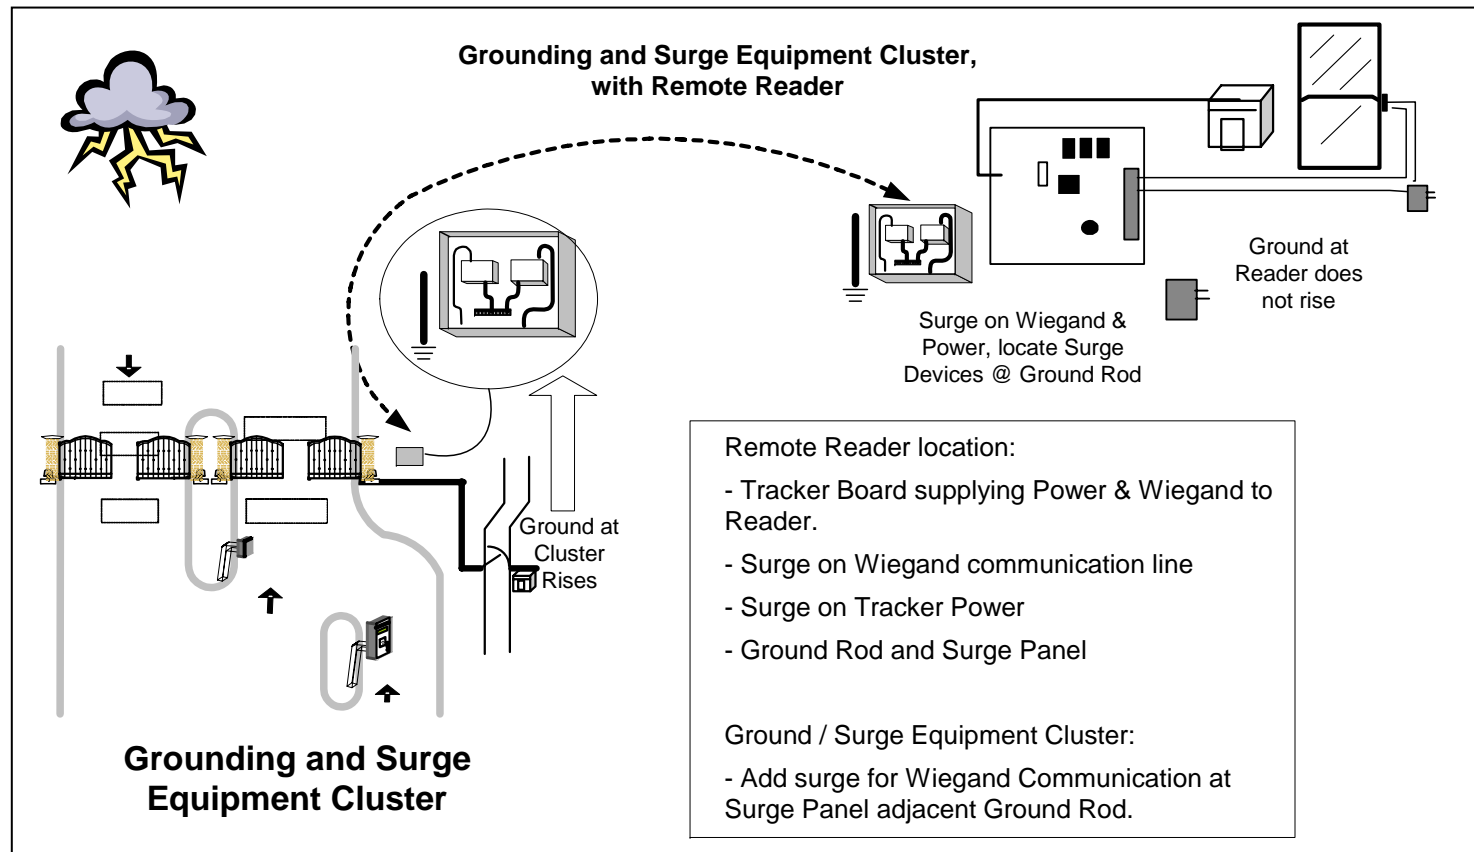 Grounding and Surge Equipment Cluster,
with Remote Reader
Ground at
Reader does
not rise
Surge on Wiegand &
Power, locate Surge
Devices @ Ground Rod
Ground at
Cluster
Rises
Remote Reader location:
- Tracker Board supplying Power & Wiegand to
Reader.
- Surge on Wiegand communication line
- Surge on Tracker Power
- Ground Rod and Surge Panel
Ground / Surge Equipment Cluster:
- Add surge for Wiegand Communication at
Surge Panel adjacent Ground Rod.
Grounding and Surge
Equipment Cluster